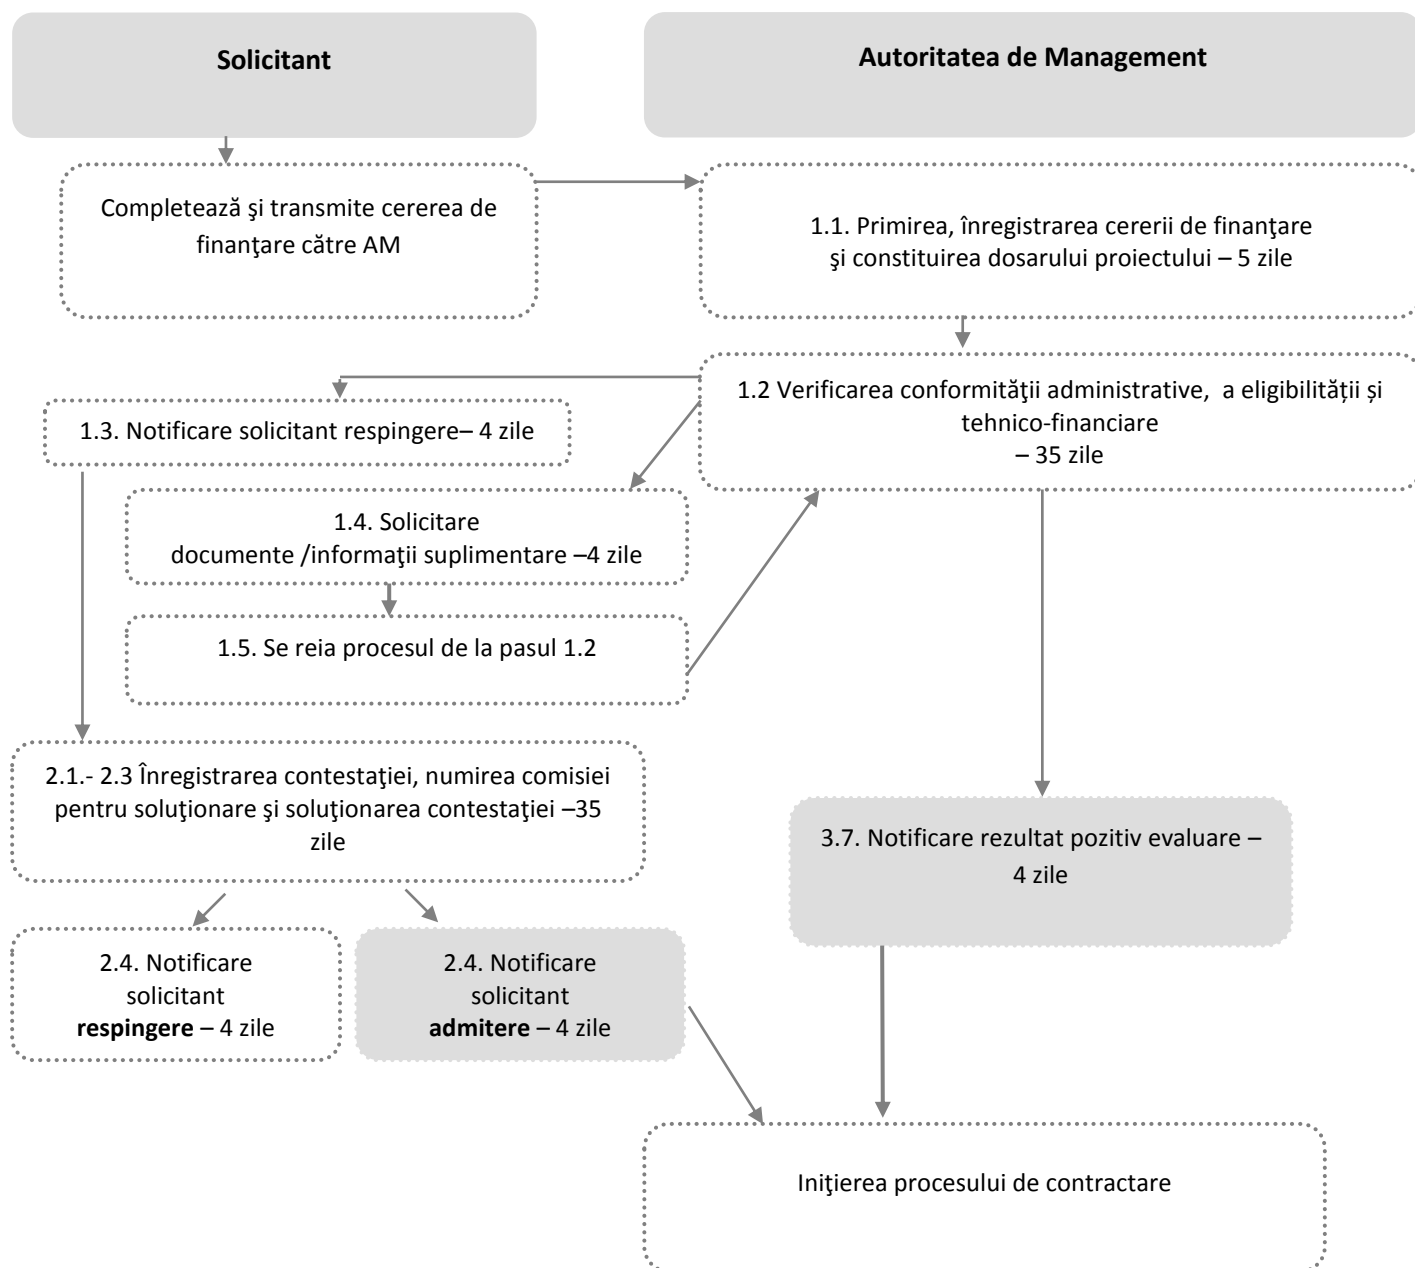 Solicitant
Autoritatea de Management
Completează şi transmite cererea de
finanţare către AM
1.1. Primirea, înregistrarea cererii de finanţare
şi constituirea dosarului proiectului – 5 zile
1.2 Verificarea conformităţii administrative,  a eligibilității și
tehnico-financiare
– 35 zile
1.3. Notificare solicitant respingere– 4 zile
1.4. Solicitare
documente /informaţii suplimentare –4 zile
1.5. Se reia procesul de la pasul 1.2
2.1.- 2.3 Înregistrarea contestaţiei, numirea comisiei
pentru soluţionare şi soluţionarea contestaţiei –35
zile
3.7. Notificare rezultat pozitiv evaluare –
4 zile
2.4. Notificare
solicitant
respingere – 4 zile
2.4. Notificare
solicitant
admitere – 4 zile
Iniţierea procesului de contractare